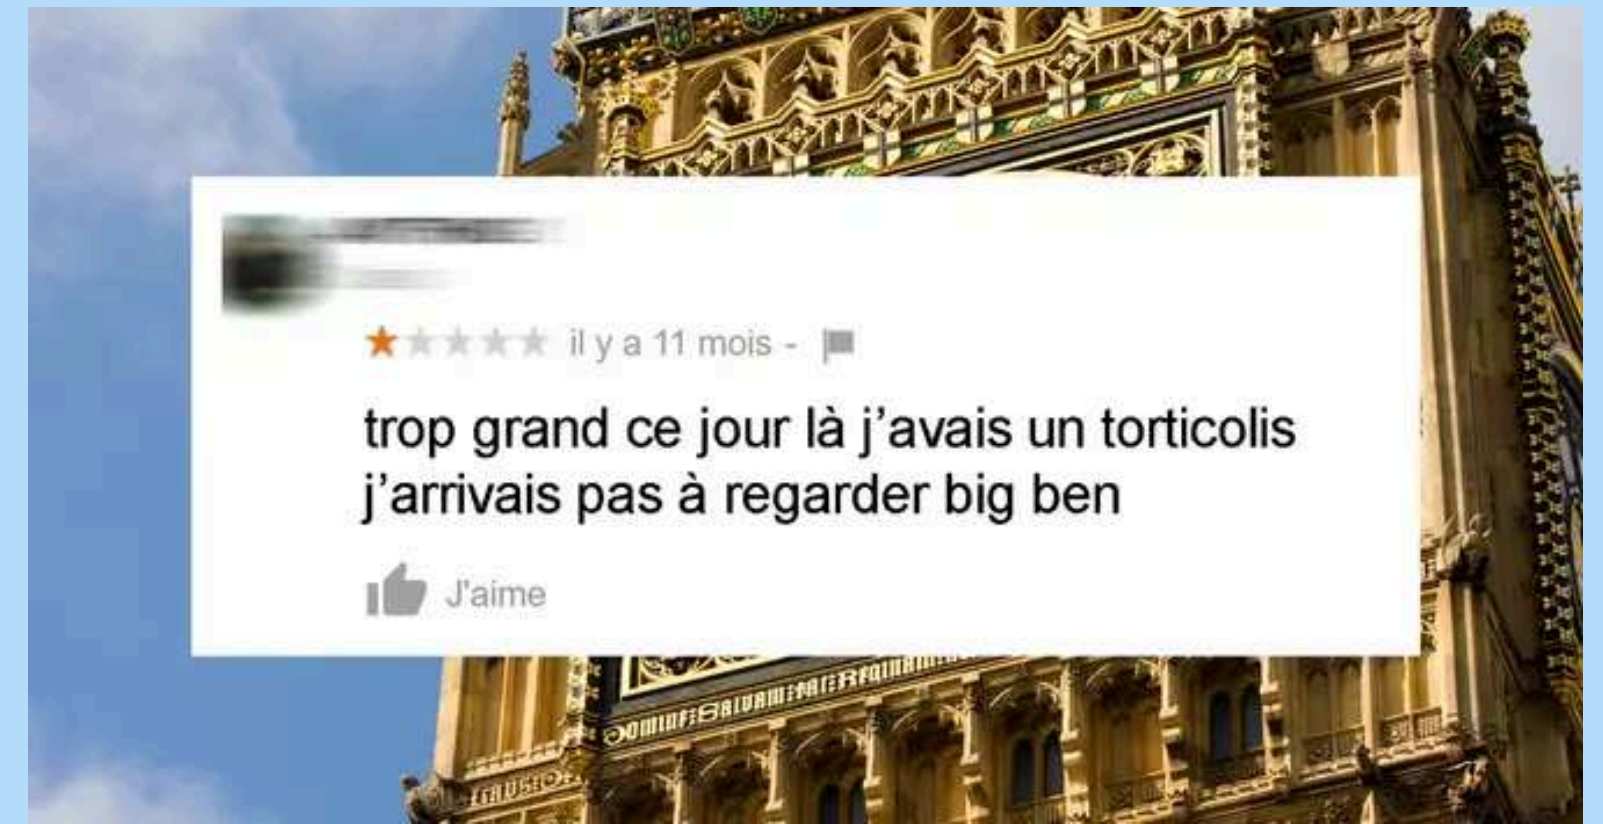 il y a 11 mois -
trop grand ce jour là j'avais un torticolis
j'arrivais pas à regarder big ben
J'aime